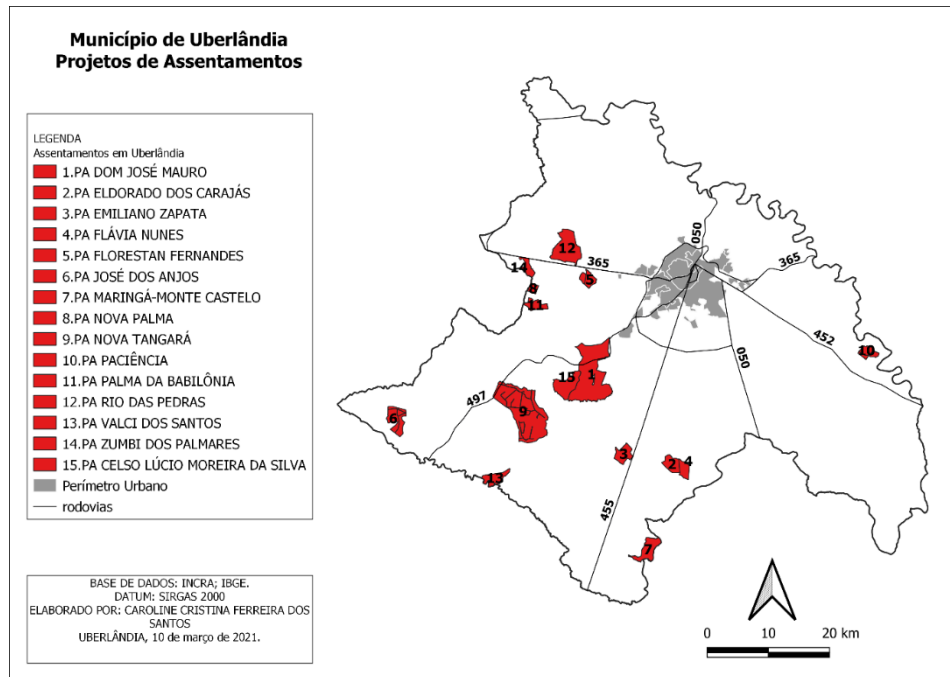 Município de Uberlândia
Projetos de Assentamentos
LEGENDA
Assentamentos em Uberlândia
1.PA DOM JOSÉ MAURO
2.PA ELDORADO DOS CARAJÁS
3.PA EMILIANO ZAPATA
4.PA FLÁVIA NUNES
5.PA FLORESTAN FERNANDES
6.PA JOSÉ DOS ANJOS
7.PA MARINGÁ-MONTE CASTELO
8.PA NOVA PALMA
9.PA NOVA TANGARÁ
10.PA PACIÊNCIA
11.PA PALMA DA BABILÔNIA
12.PA RIO DAS PEDRAS
13.PA VALCI DOS SANTOS
14.PA ZUMBI DOS PALMARES
15.PA CELSO LÚCIO MOREIRA DA SILVA
Perímetro Urbano
rodovias
BASE DE DADOS: INCRA; IBGE.
DATUM: SIRGAS 2000
ELABORADO POR: CAROLINE CRISTINA FERREIRA DOS
SANTOS
UBERLÂNDIA, 10 de março de 2021.
050
12
365
365
14
5
8
11
452
10
050
15
1
497
9
6
3
2
4
13
455
7
0
10
20 km